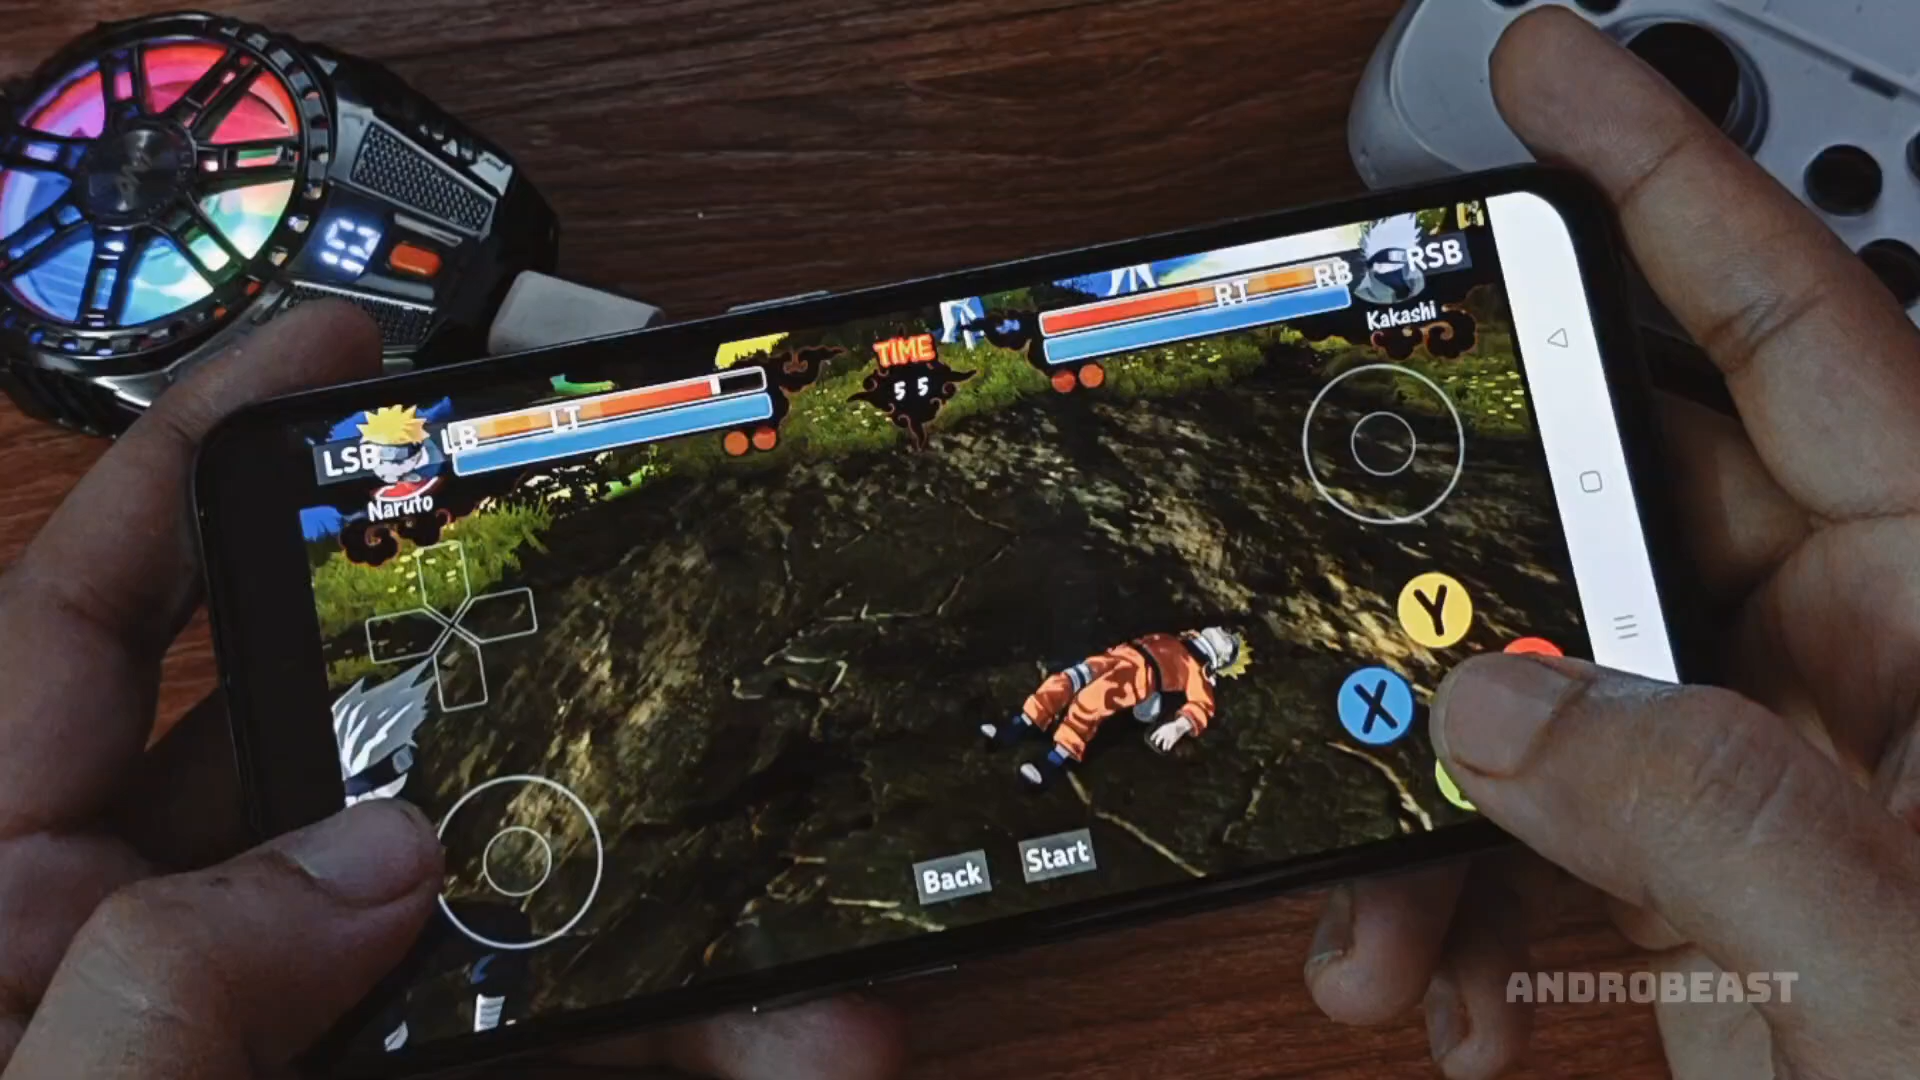 RSB
RB
RT
Kakashi
TIME
55
LT
LB
LSB
Naruto
Y
X
Start
Back
ANDROBEAST